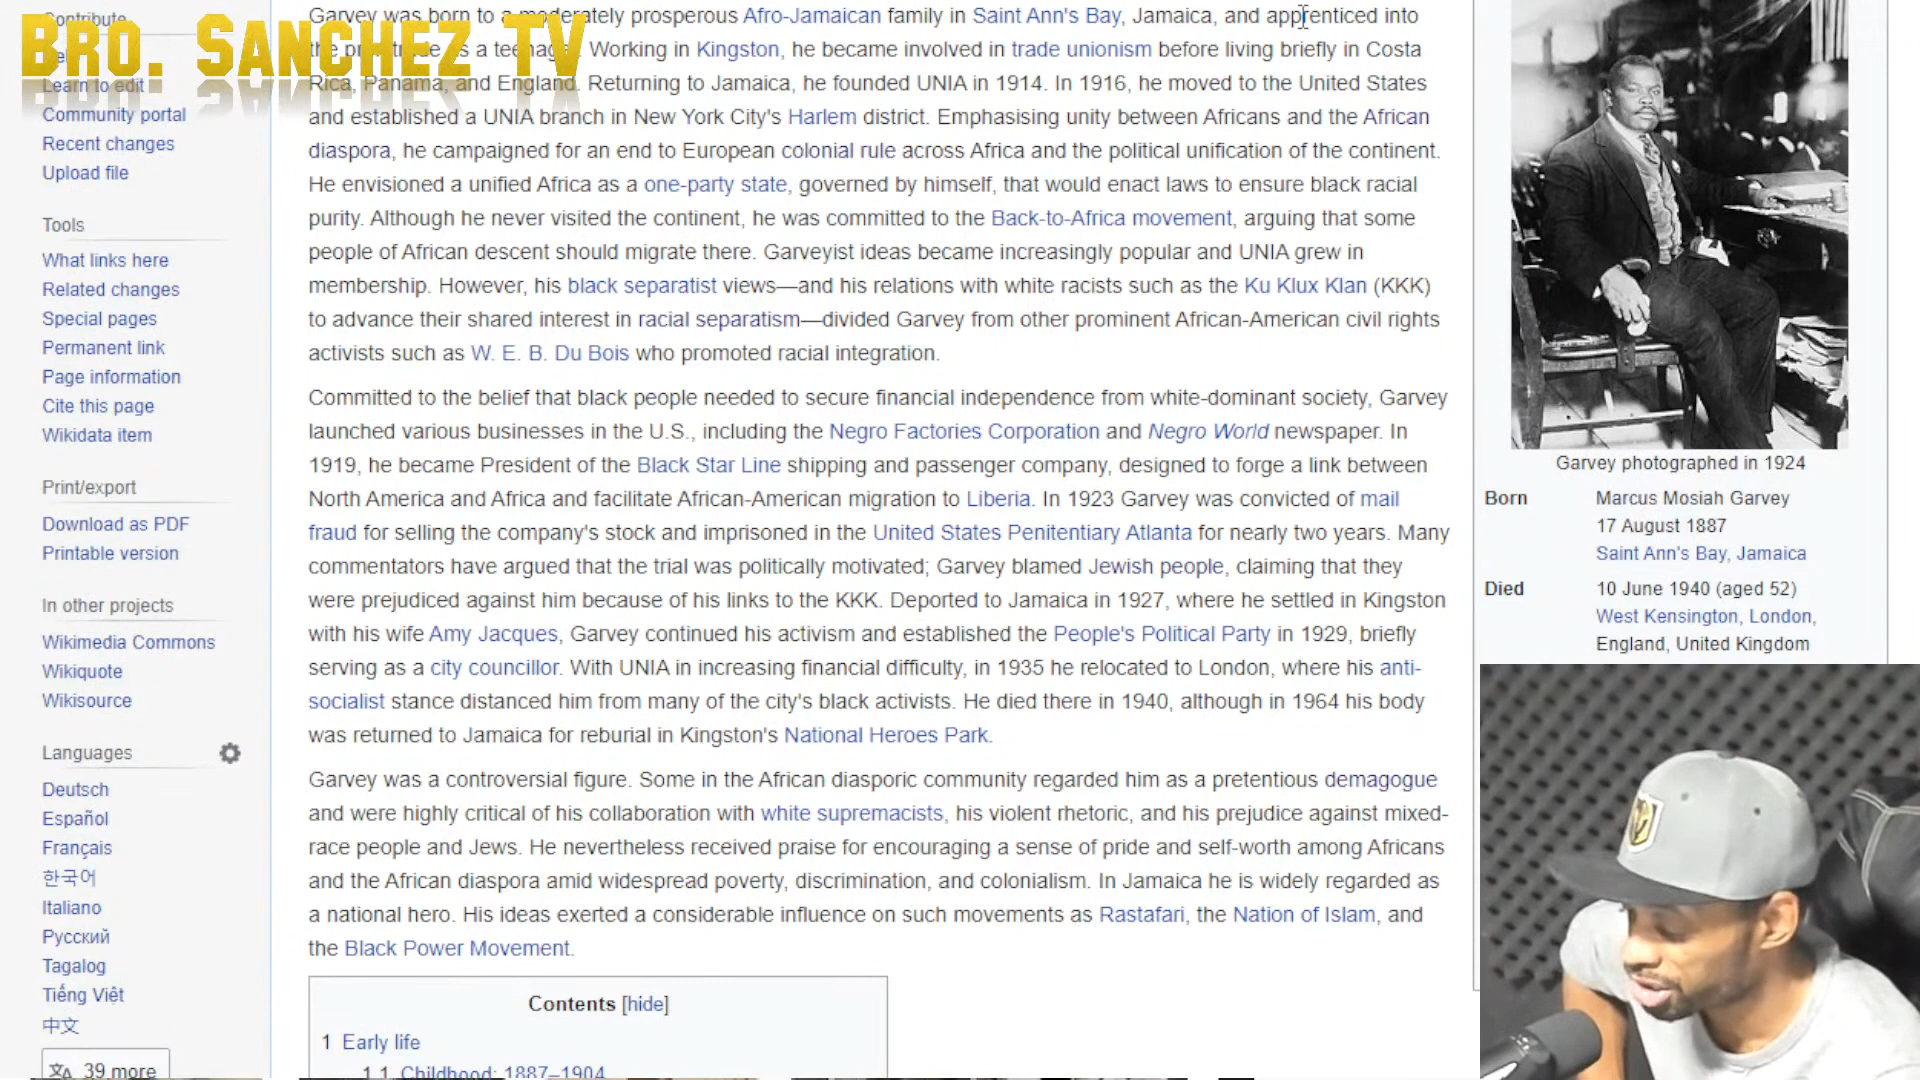 BRO. SANCHEZ TV
Contribute
Learn to edit
Community portal
Recent changes
Upload file
Tools
What links here
Related changes
Special pages
Permanent link
Page information
Cite this page
Wikidata item
Print/export
Download as PDF
Printable version
In other projects
Wikimedia Commons
Wikiquote
Wikisource
Languages
Deutsch
Español
Français
한국어
Italiano
Русский
Tagalog
Tiếng Việt
中文
39 more
Garvey was born to a moderately prosperous Afro-Jamaican family in Saint Ann's Bay, Jamaica, and apprenticed into
the print trade as a teenager. Working in Kingston, he became involved in trade unionism before living briefly in Costa
Rica, Panama, and England. Returning to Jamaica, he founded UNIA in 1914. In 1916, he moved to the United States
and established a UNIA branch in New York City's Harlem district. Emphasising unity between Africans and the African
diaspora, he campaigned for an end to European colonial rule across Africa and the political unification of the continent.
He envisioned a unified Africa as a one-party state, governed by himself, that would enact laws to ensure black racial
purity. Although he never visited the continent, he was committed to the Back-to-Africa movement, arguing that some
people of African descent should migrate there. Garveyist ideas became increasingly popular and UNIA grew in
membership. However, his black separatist views—and his relations with white racists such as the Ku Klux Klan (KKK)
to advance their shared interest in racial separatism—divided Garvey from other prominent African-American civil rights
activists such as W. E. B. Du Bois who promoted racial integration.
Committed to the belief that black people needed to secure financial independence from white-dominant society, Garvey
launched various businesses in the U.S., including the Negro Factories Corporation and Negro World newspaper. In
1919, he became President of the Black Star Line shipping and passenger company, designed to forge a link between
North America and Africa and facilitate African-American migration to Liberia. In 1923 Garvey was convicted of mail
fraud for selling the company's stock and imprisoned in the United States Penitentiary Atlanta for nearly two years. Many
commentators have argued that the trial was politically motivated; Garvey blamed Jewish people, claiming that they
were prejudiced against him because of his links to the KKK. Deported to Jamaica in 1927, where he settled in Kingston
with his wife Amy Jacques, Garvey continued his activism and established the People's Political Party in 1929, briefly
serving as a city councillor. With UNIA in increasing financial difficulty, in 1935 he relocated to London, where his anti-
socialist stance distanced him from many of the city's black activists. He died there in 1940, although in 1964 his body
was returned to Jamaica for reburial in Kingston's National Heroes Park.
Garvey was a controversial figure. Some in the African diasporic community regarded him as a pretentious demagogue
and were highly critical of his collaboration with white supremacists, his violent rhetoric, and his prejudice against mixed-
race people and Jews. He nevertheless received praise for encouraging a sense of pride and self-worth among Africans
and the African diaspora amid widespread poverty, discrimination, and colonialism. In Jamaica he is widely regarded as
a national hero. His ideas exerted a considerable influence on such movements as Rastafari, the Nation of Islam, and
the Black Power Movement.
Contents [hide]
1 Early life
1.1 Childhood: 1887–1904
Garvey photographed in 1924
Born Marcus Mosiah Garvey
17 August 1887
Saint Ann's Bay, Jamaica
Died 10 June 1940 (aged 52)
West Kensington, London,
England, United Kingdom